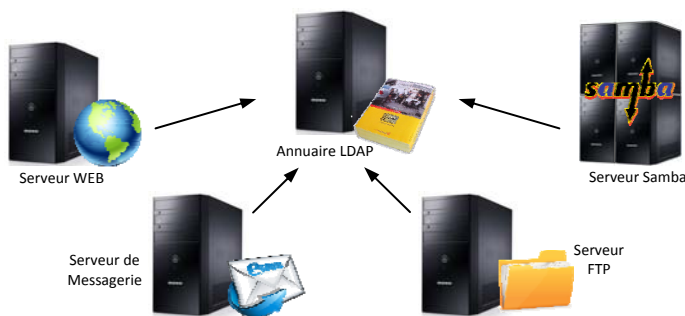 samba
Annuaire LDAP
Serveur WEB
Serveur Samba
Serveur de
Messagerie
Serveur
FTP